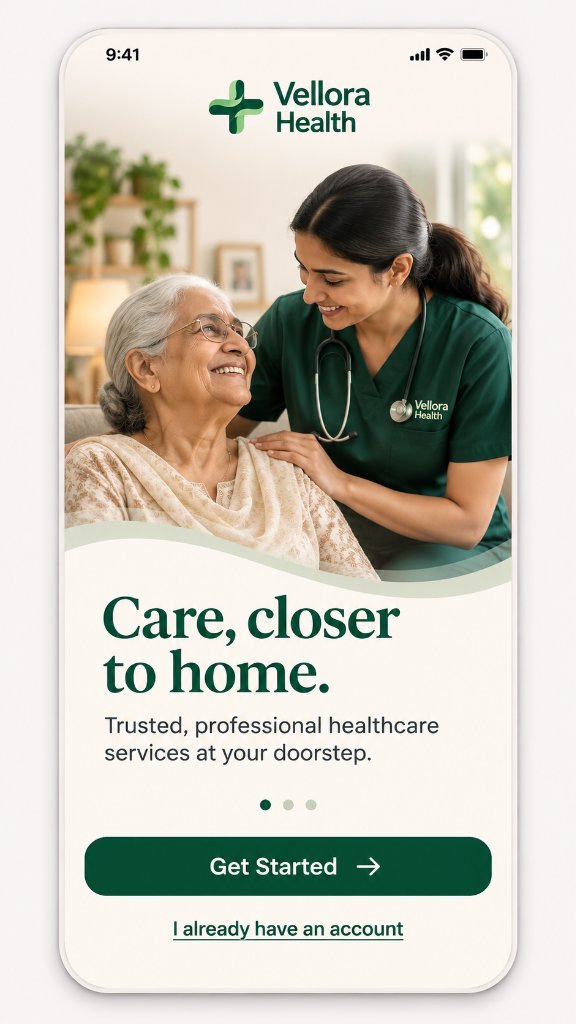 9:41
Vellora
Health
Vellora
Health
Care, closer
to home.
Trusted, professional healthcare
services at your doorstep.
Get Started →
I already have an account